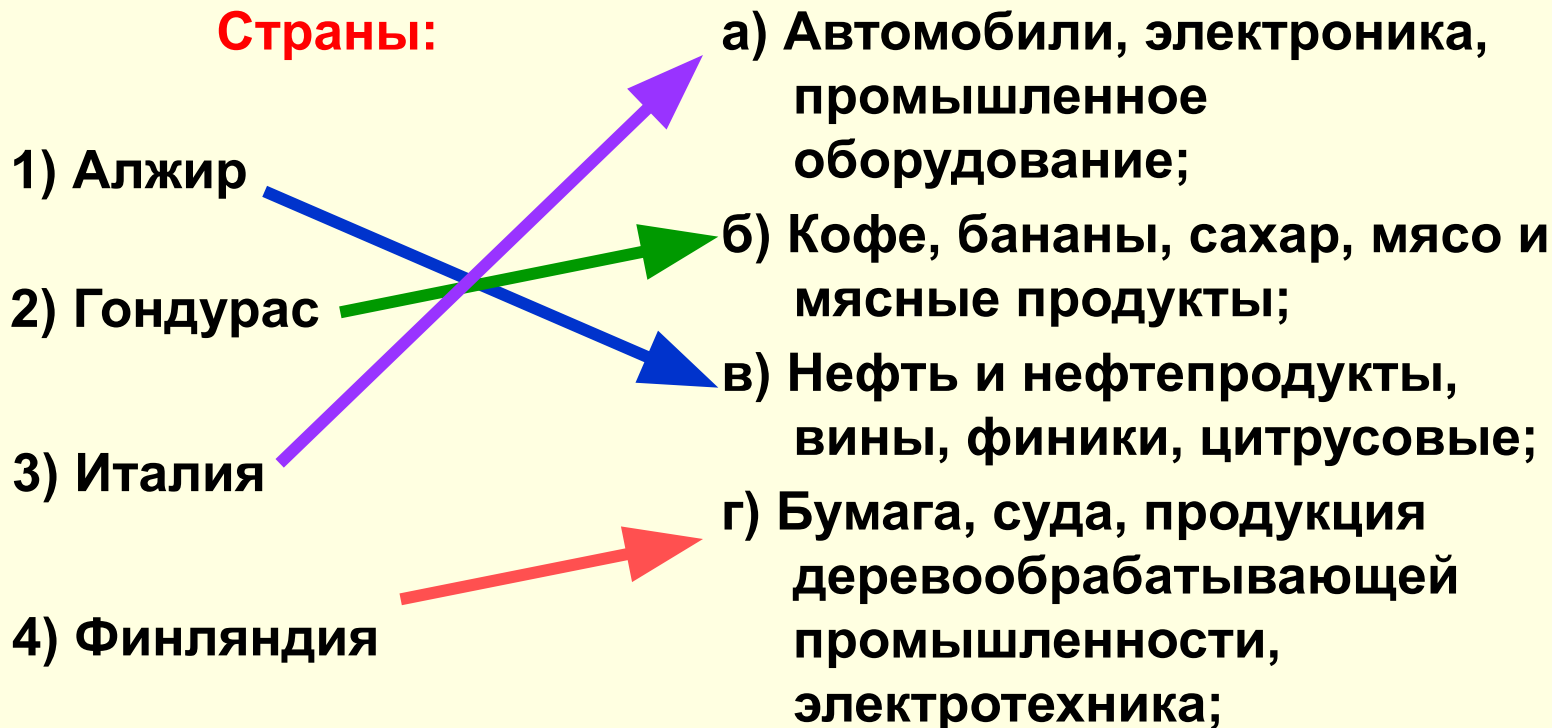 Страны:
1) Алжир
2) Гондурас
3) Италия
4) Финляндия
а) Автомобили, электроника,
промышленное
оборудование;
б) Кофе, бананы, сахар, мясо и
мясные продукты;
в) Нефть и нефтепродукты,
вины, финики, цитрусовые;
г) Бумага, суда, продукция
деревообрабатывающей
промышленности,
электротехника;